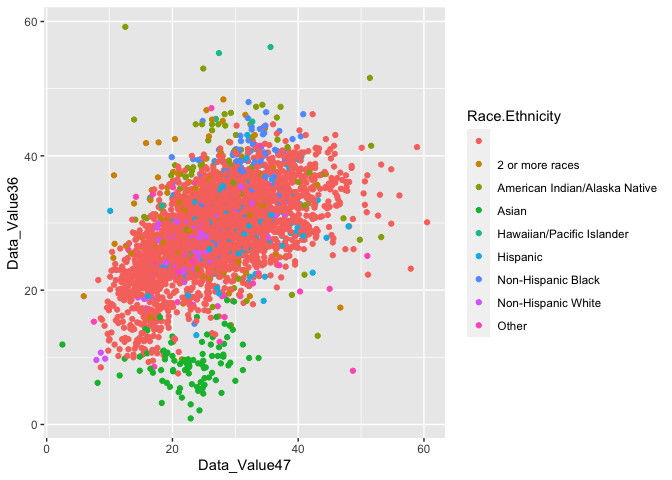 60
40
20
0
Data_Value36
0
20
40
60
Data_Value47
Race.Ethnicity
2 or more races
American Indian/Alaska Native
Asian
Hawaiian/Pacific Islander
Hispanic
Non-Hispanic Black
Non-Hispanic White
Other